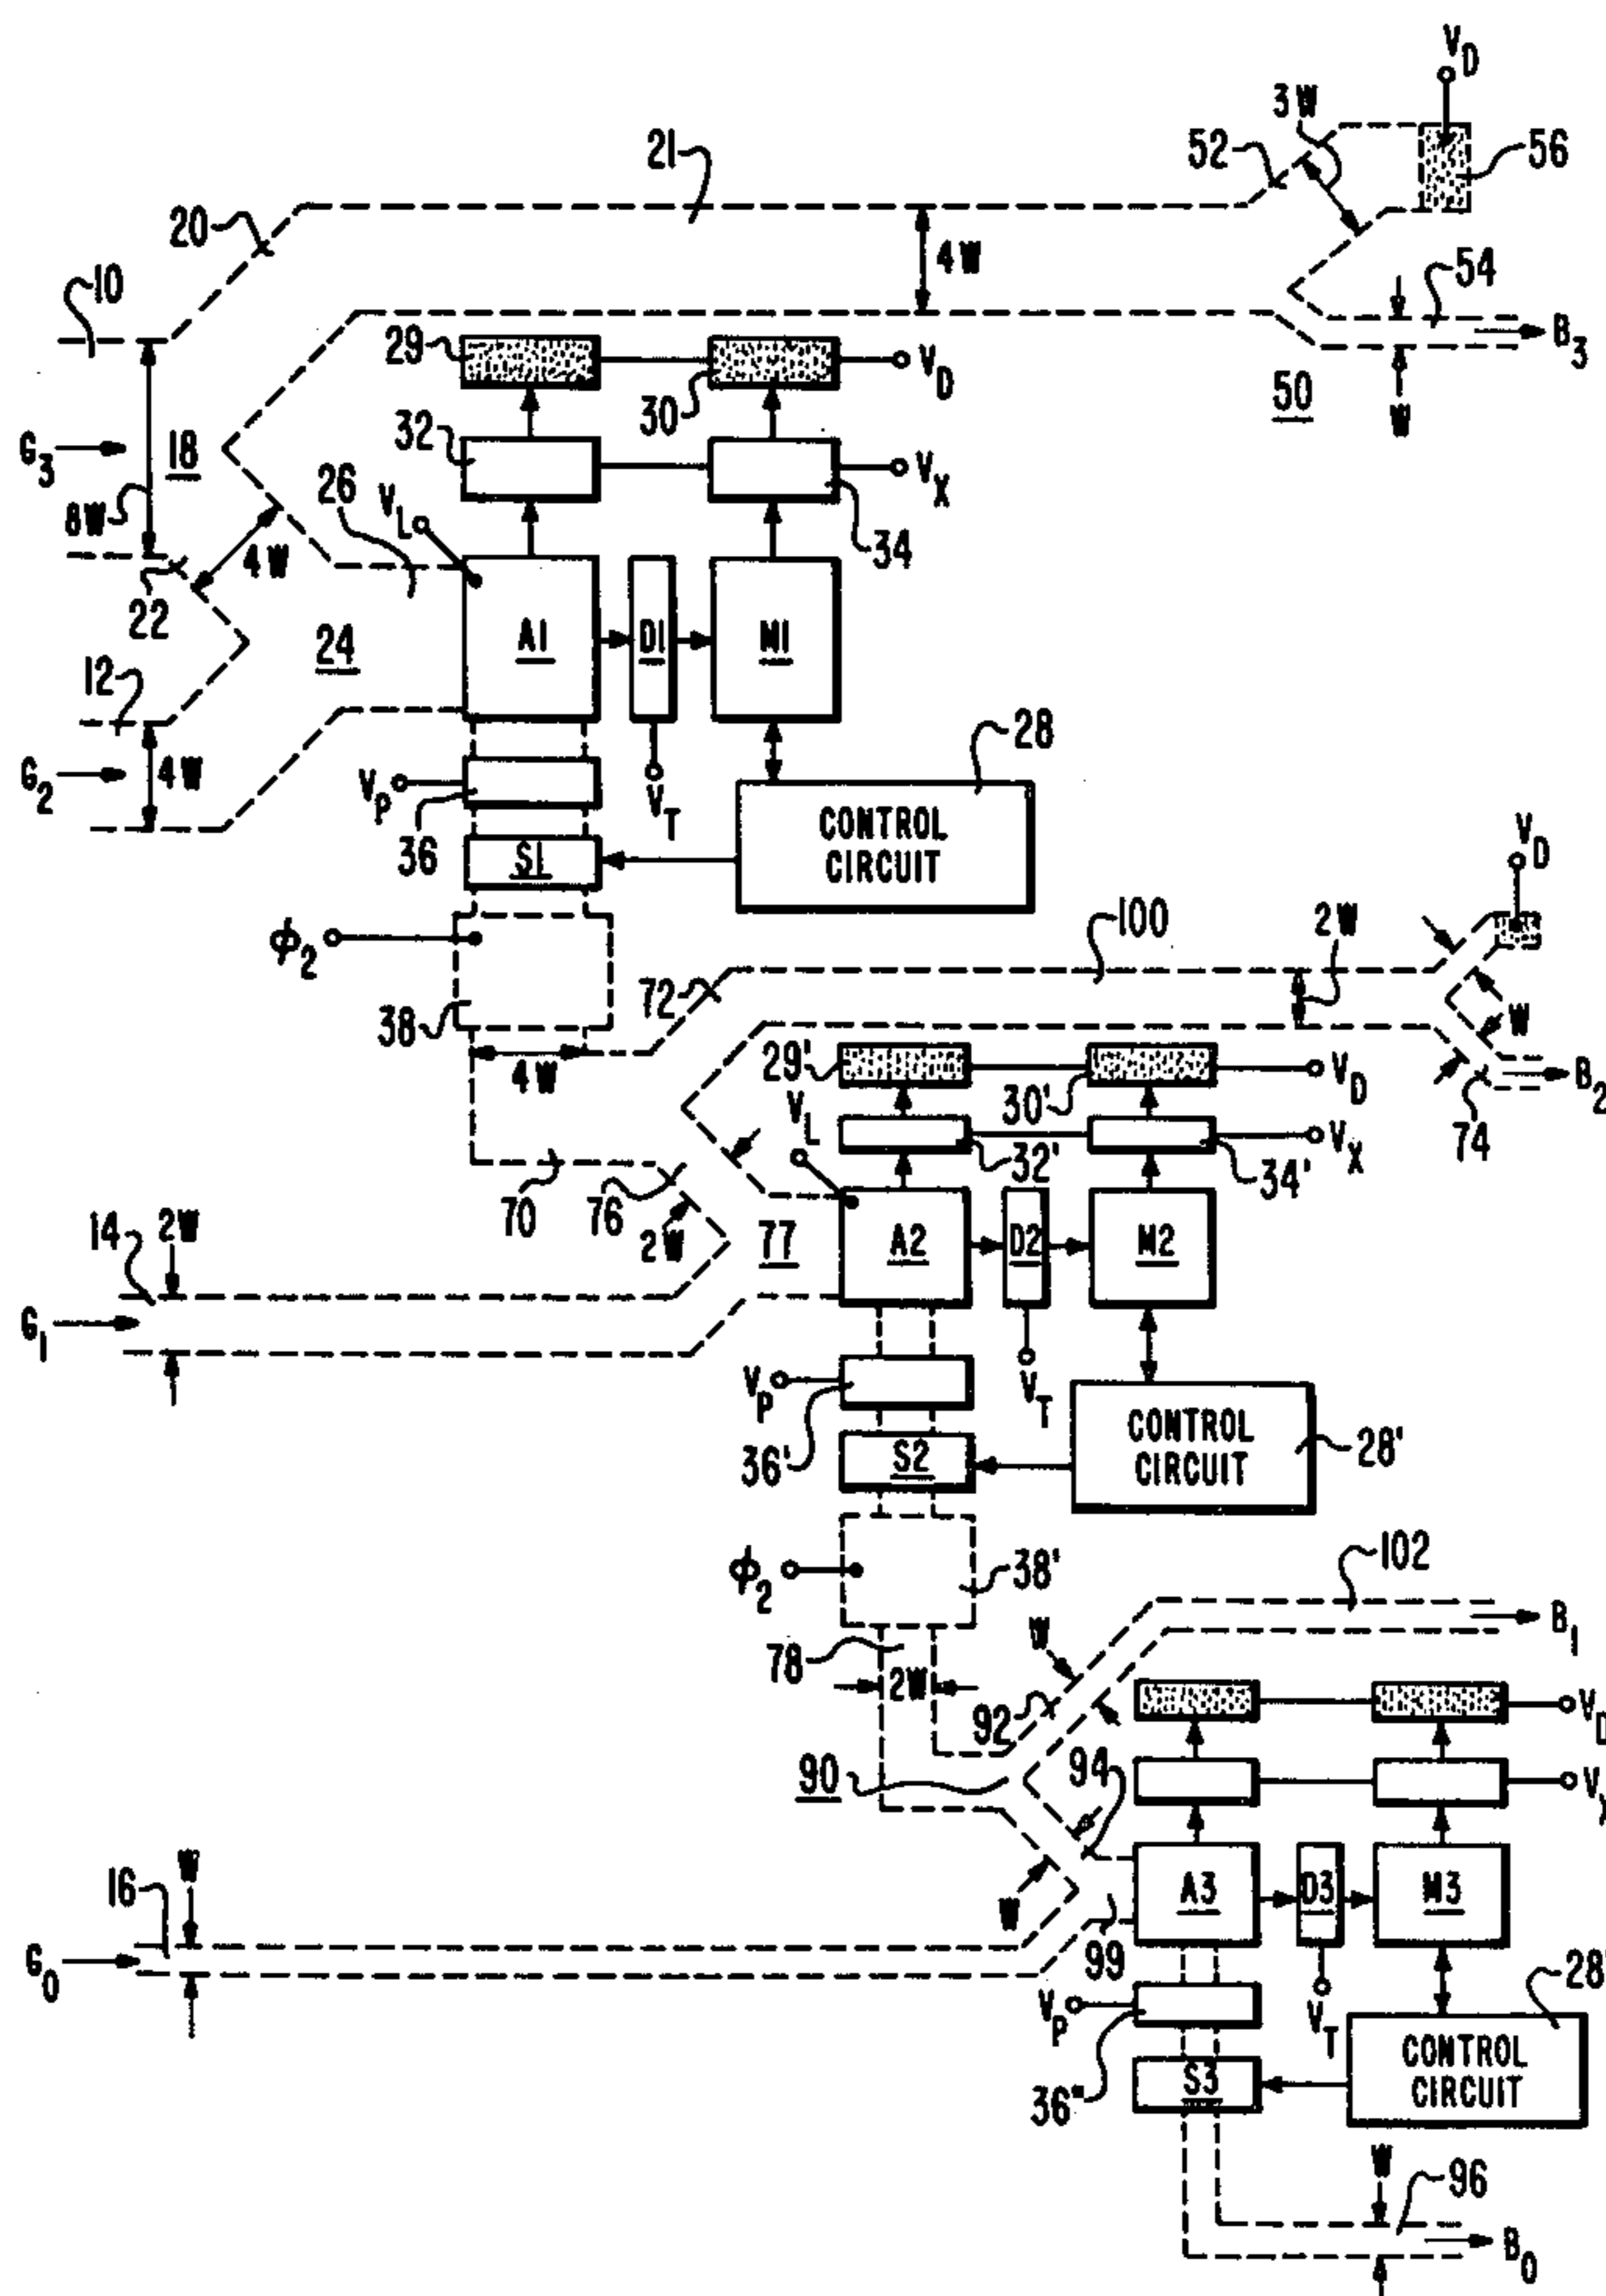 V_D
3W
52
56
21
20
4W
54
10
B_3
29
V_D
30
50
W
G_3
18
32
26
V_L
V_X
34
8W
4W
22
24
A1
D1
M1
12
28
G_2
4W
V_P
V_T
36
CONTROL
CIRCUIT
S1
V_D
ϕ_2
100
2W
72
38
W
4W
29'
V_D
B_2
30'
V_L
74
32'
V_X
34'
70
76
2W
77
14
2W
A2
D2
M2
G_1
V_P
V_T
CONTROL
CIRCUIT
28'
36'
S2
102
ϕ_2
38'
B_1
W
78
2W
92
V_D
90
94
V_X
16
W
A3
D3
M3
W
G_0
99
28'
V_P
V_T
CONTROL
CIRCUIT
S3
36"
W
96
B_0